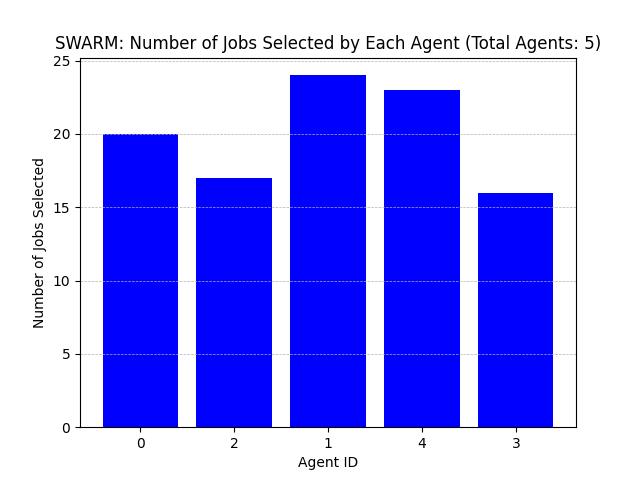 SWARM: Number of Jobs Selected by Each Agent (Total Agents: 5)
25
20
15
10
5
0
Number of Jobs Selected
0 2 1 4 3
Agent ID